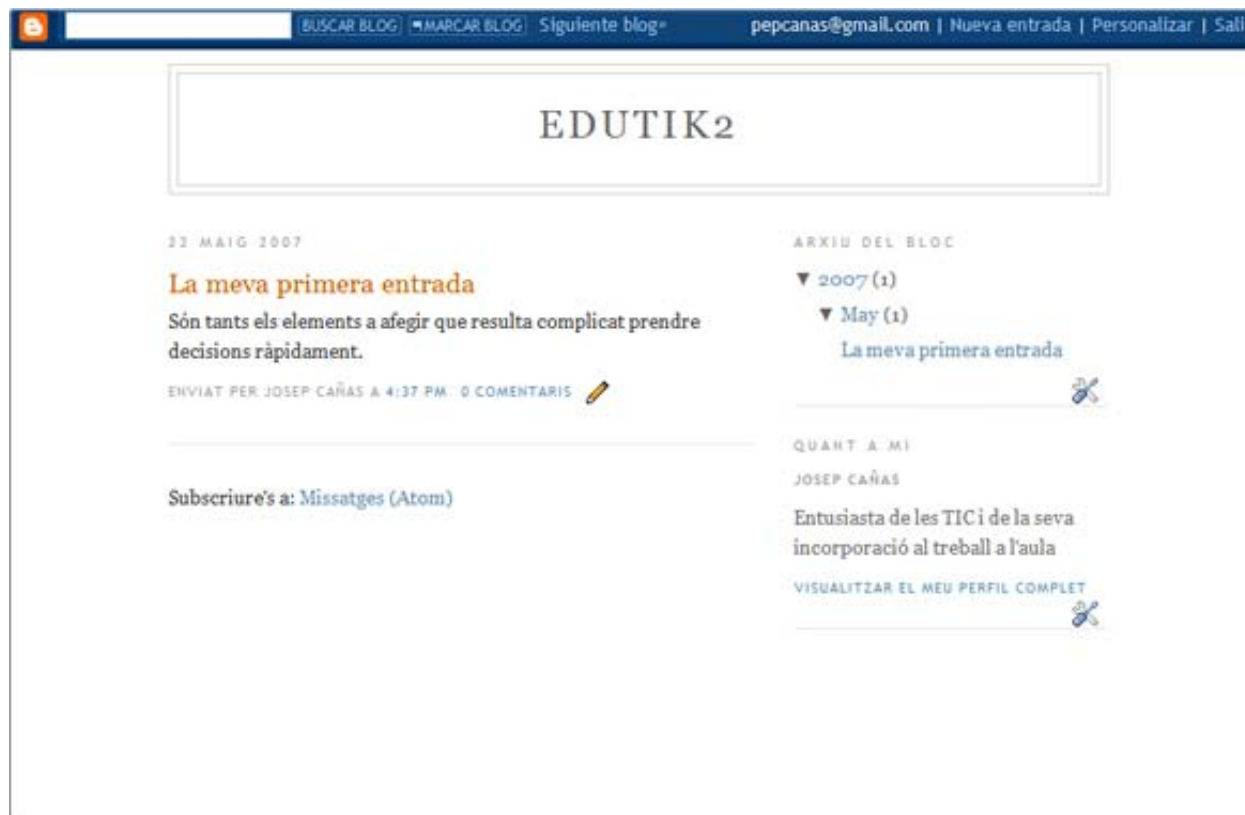 BUSCAR BLOG MARCAR BLOG Siguiente blog» pepcanas@gmail.com | Nueva entrada | Personalizar | Sali
EDUTIK2
22 MAIG 2007
La meva primera entrada
Són tants els elements a afegir que resulta complicat prendre
decisions ràpidament.
ENVIAT PER JOSEP CAÑAS A 4:37 PM 0 COMENTARIS
Subscriure's a: Missatges (Atom)
ARXIU DEL BLOC
▼ 2007 (1)
▼ May (1)
La meva primera entrada
QUANT A MI
JOSEP CAÑAS
Entusiasta de les TIC i de la seva
incorporació al treball a l'aula
VISUALITZAR EL MEU PERFIL COMPLET